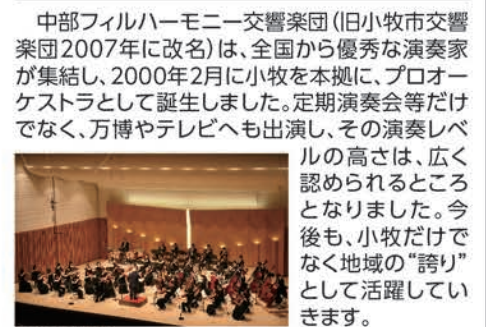 中部フィルハーモニー交響楽団（旧小牧市交響
楽団2007年に改名）は、全国から優秀な演奏家
が集結し、2000年2月に小牧を本拠に、プロオー
ケストラとして誕生しました。定期演奏会等だけ
でなく、万博やテレビへも出演し、その演奏レベ
ルの高さは、広く
認められるところ
となりました。今
後も、小牧だけで
なく地域の“誇り”
として活躍してい
きます。